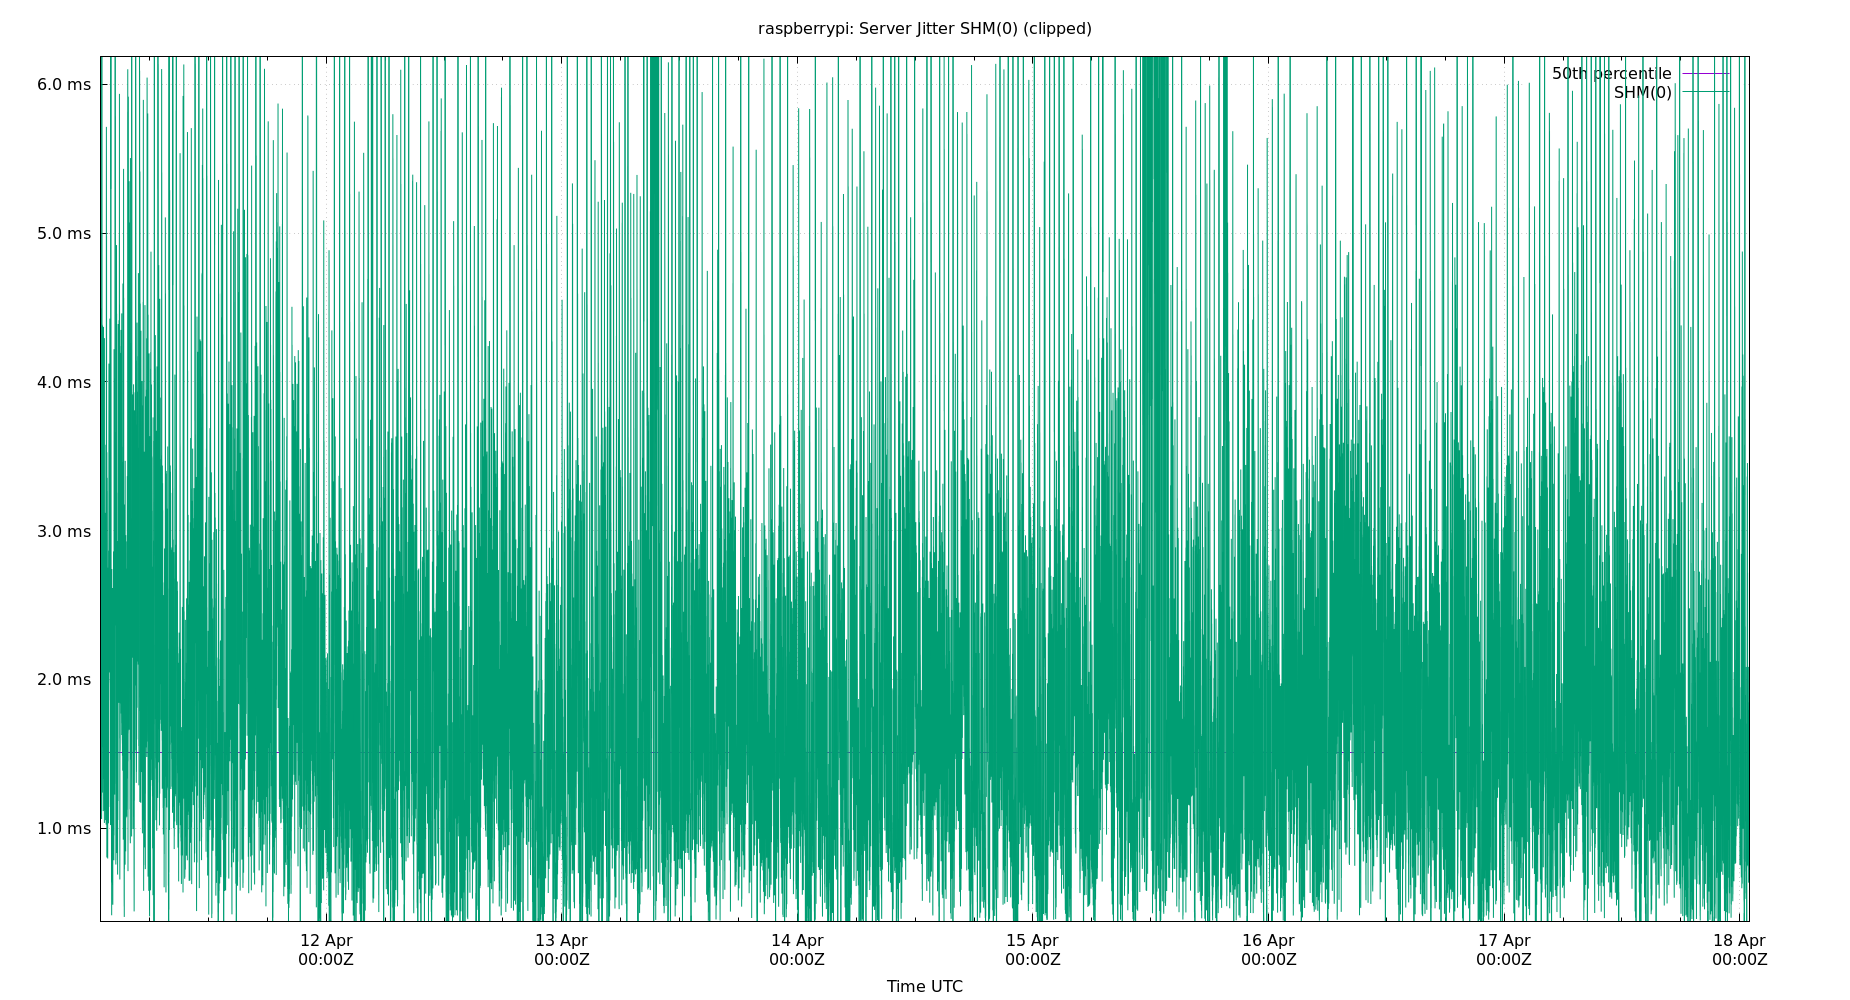 raspberrypi: Server Jitter SHM(0) (clipped)
50th percentile
SHM(0)
6.0 ms
5.0 ms
4.0 ms
3.0 ms
2.0 ms
1.0 ms
12 Apr 13 Apr 14 Apr 15 Apr 16 Apr 17 Apr 18 Apr
00:00Z 00:00Z 00:00Z 00:00Z 00:00Z 00:00Z 00:00Z
Time UTC